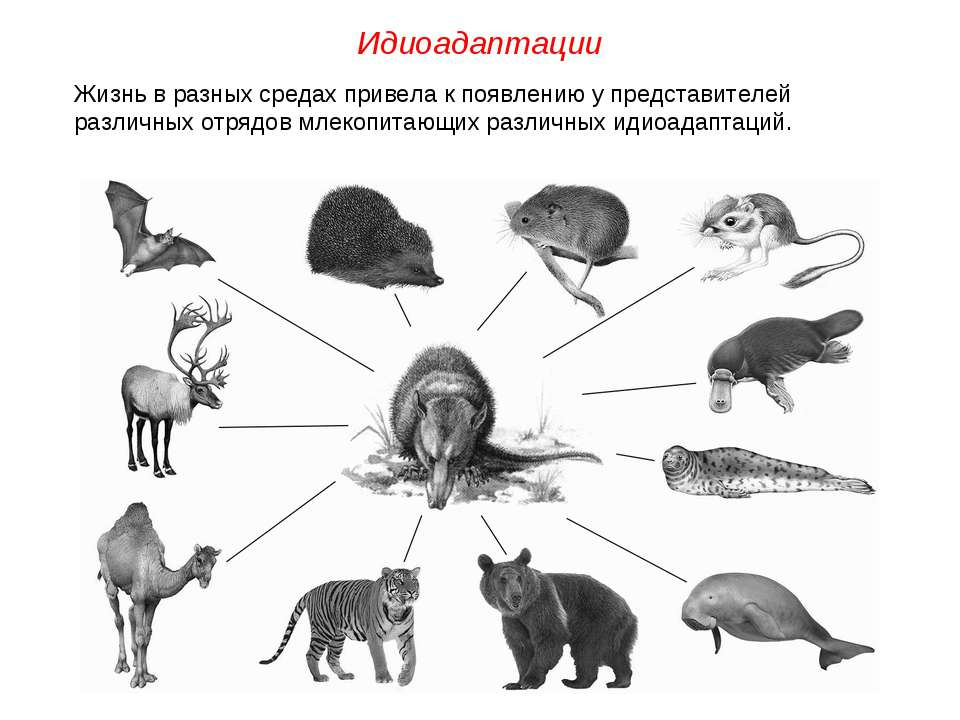 Идиоадаптации
Жизнь в разных средах привела к появлению у представителей
различных отрядов млекопитающих различных идиоадаптаций.